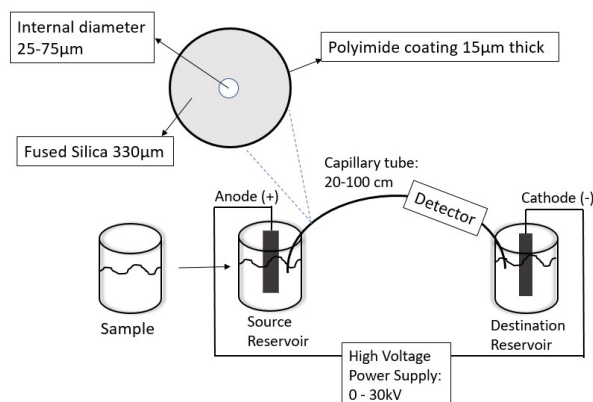 Internal diameter
25-75µm
Polyimide coating 15µm thick
Fused Silica 330µm
Capillary tube:
20-100 cm
Anode (+)
Detector
Cathode (-)
Sample
Source
Reservoir
Destination
Reservoir
High Voltage
Power Supply:
0 - 30kV